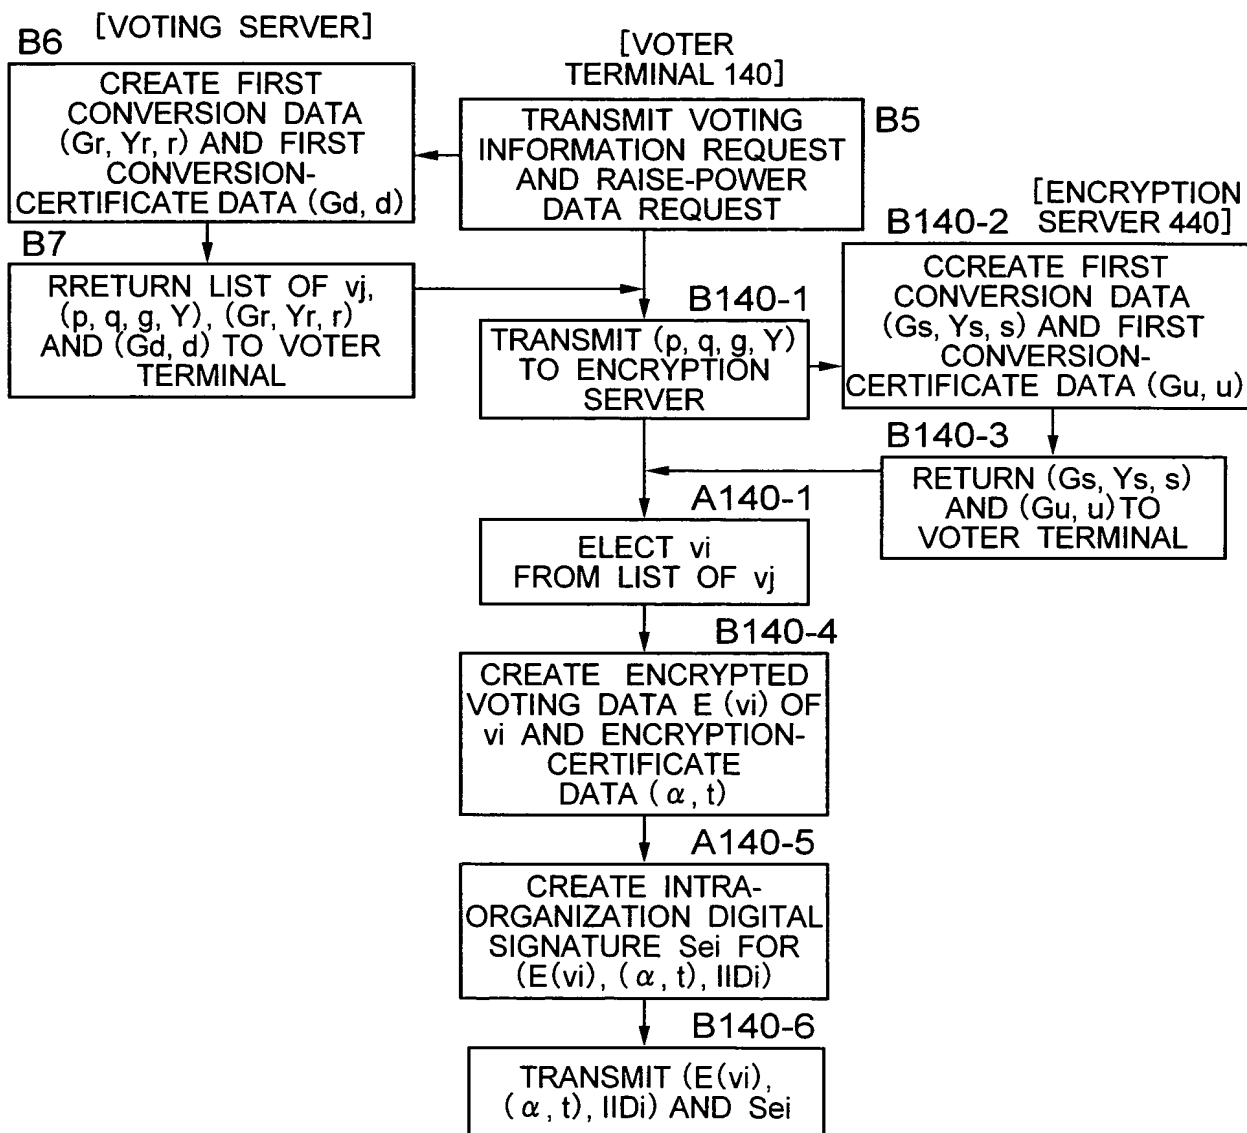 B6
[VOTING SERVER]
CREATE FIRST
CONVERSION DATA
(Gr, Yr, r) AND FIRST
CONVERSION-
CERTIFICATE DATA (Gd, d)
[VOTER
TERMINAL 140]
B5
TRANSMIT VOTING
INFORMATION REQUEST
AND RAISE-POWER
DATA REQUEST
B7
RRETURN LIST OF vj,
(p, q, g, Y), (Gr, Yr, r)
AND (Gd, d) TO VOTER
TERMINAL
[ENCRYPTION
SERVER 440]
B140-2
CCREATE FIRST
CONVERSION DATA
(Gs, Ys, s) AND FIRST
CONVERSION-
CERTIFICATE DATA (Gu, u)
B140-1
TRANSMIT (p, q, g, Y)
TO ENCRYPTION
SERVER
B140-3
RETURN (Gs, Ys, s)
AND (Gu, u) TO
VOTER TERMINAL
A140-1
ELECT vi
FROM LIST OF vj
B140-4
CREATE ENCRYPTED
VOTING DATA E (vi) OF
vi AND ENCRYPTION-
CERTIFICATE
DATA (α, t)
A140-5
CREATE INTRA-
ORGANIZATION DIGITAL
SIGNATURE Sei FOR
(E(vi), (α, t), IIDi)
B140-6
TRANSMIT (E(vi),
(α, t), IIDi) AND Sei